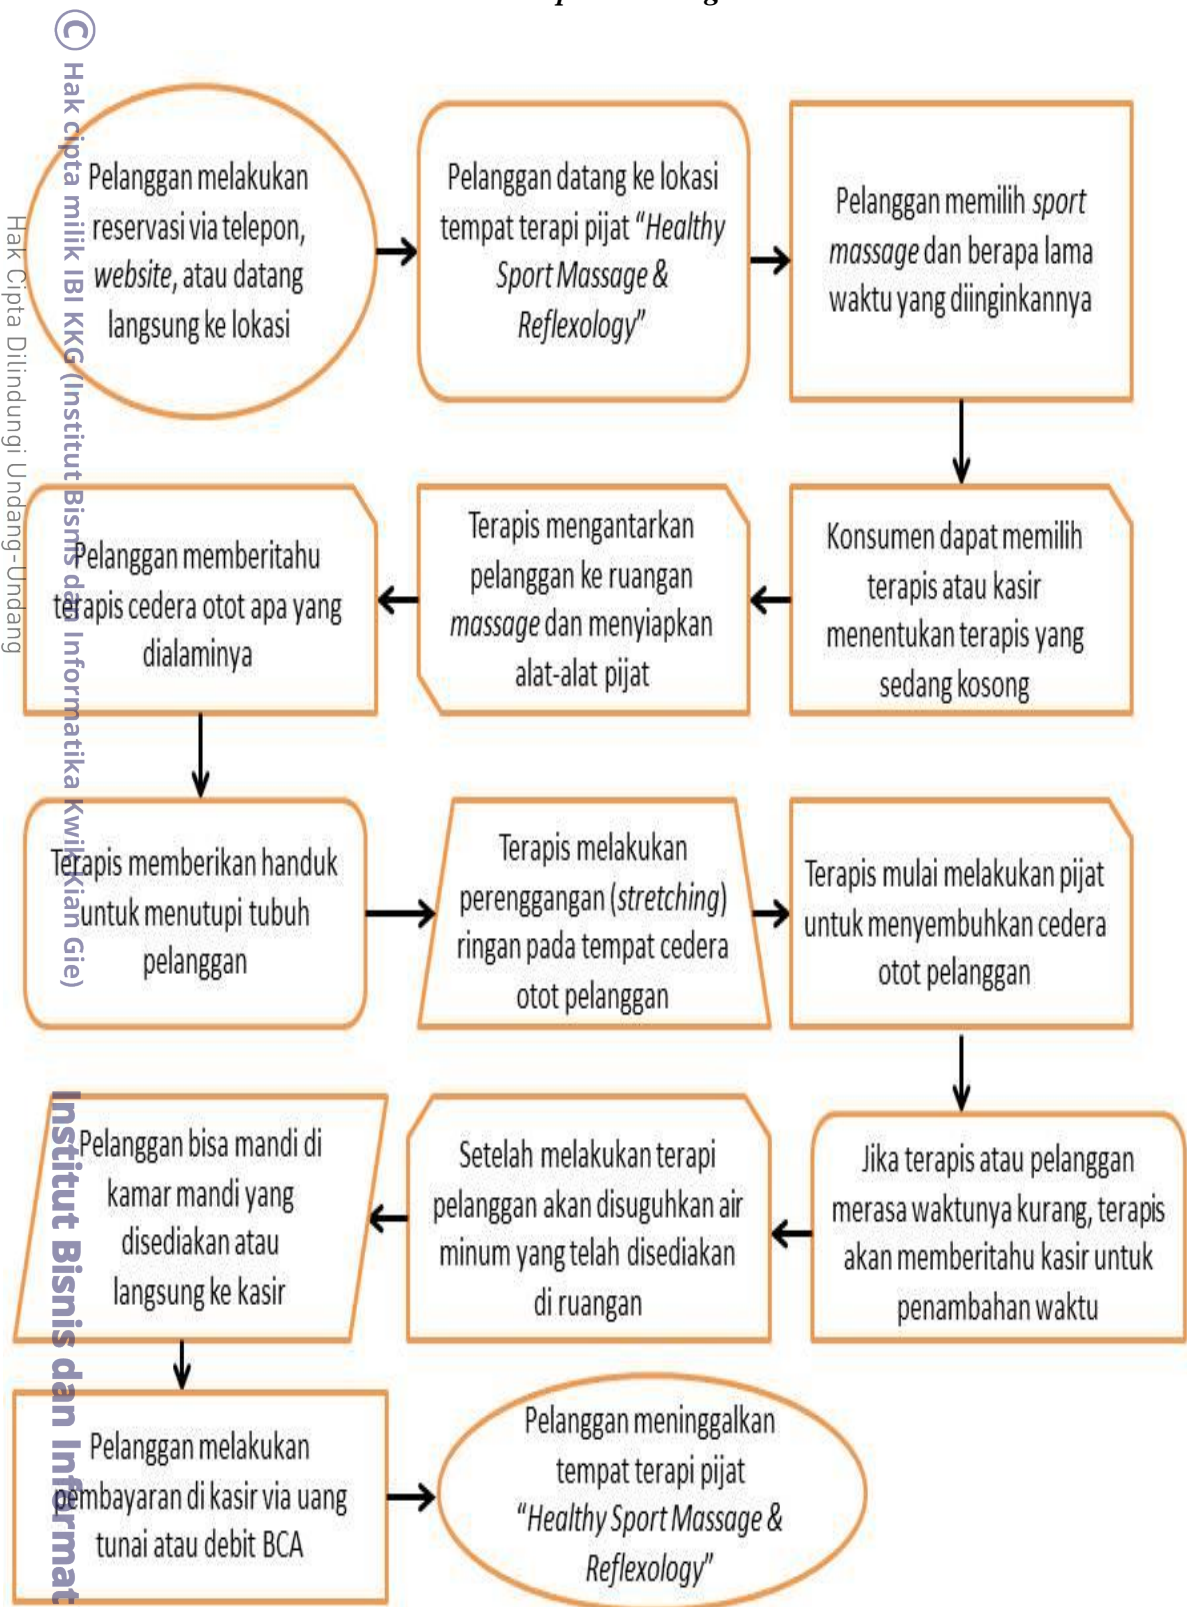 Pelanggan melakukan
reservasi via telepon,
website, atau datang
langsung ke lokasi
Pelanggan datang ke lokasi
tempat terapi pijat “Healthy
Sport Massage &
Reflexology”
Pelanggan memilih sport
massage dan berapa lama
waktu yang diinginkannya
Konsumen dapat memilih
terapis atau kasir
menentukan terapis yang
sedang kosong
Terapis mengantarkan
pelanggan ke ruangan
massage dan menyiapkan
alat-alat pijat
Pelanggan memberitahu
terapis cedera otot apa yang
dialaminya
Terapis memberikan handuk
untuk menutupi tubuh
pelanggan
Terapis melakukan
perenggangan (stretching)
ringan pada tempat cedera
otot pelanggan
Terapis mulai melakukan pijat
untuk menyembuhkan cedera
otot pelanggan
Jika terapis atau pelanggan
merasa waktunya kurang, terapis
akan memberitahu kasir untuk
penambahan waktu
Setelah melakukan terapi
pelanggan akan disuguhkan air
minum yang telah disediakan
di ruangan
Pelanggan bisa mandi di
kamar mandi yang
disediakan atau
langsung ke kasir
Pelanggan melakukan
pembayaran di kasir via uang
tunai atau debit BCA
Pelanggan meninggalkan
tempat terapi pijat
“Healthy Sport Massage &
Reflexology”
© Hak cipta milik IBI KKG (Institut Bisnis dan Informatika Kwik Kian Gie)
Hak Cipta Dilindungi Undang-Undang
Institut Bisnis dan Informat